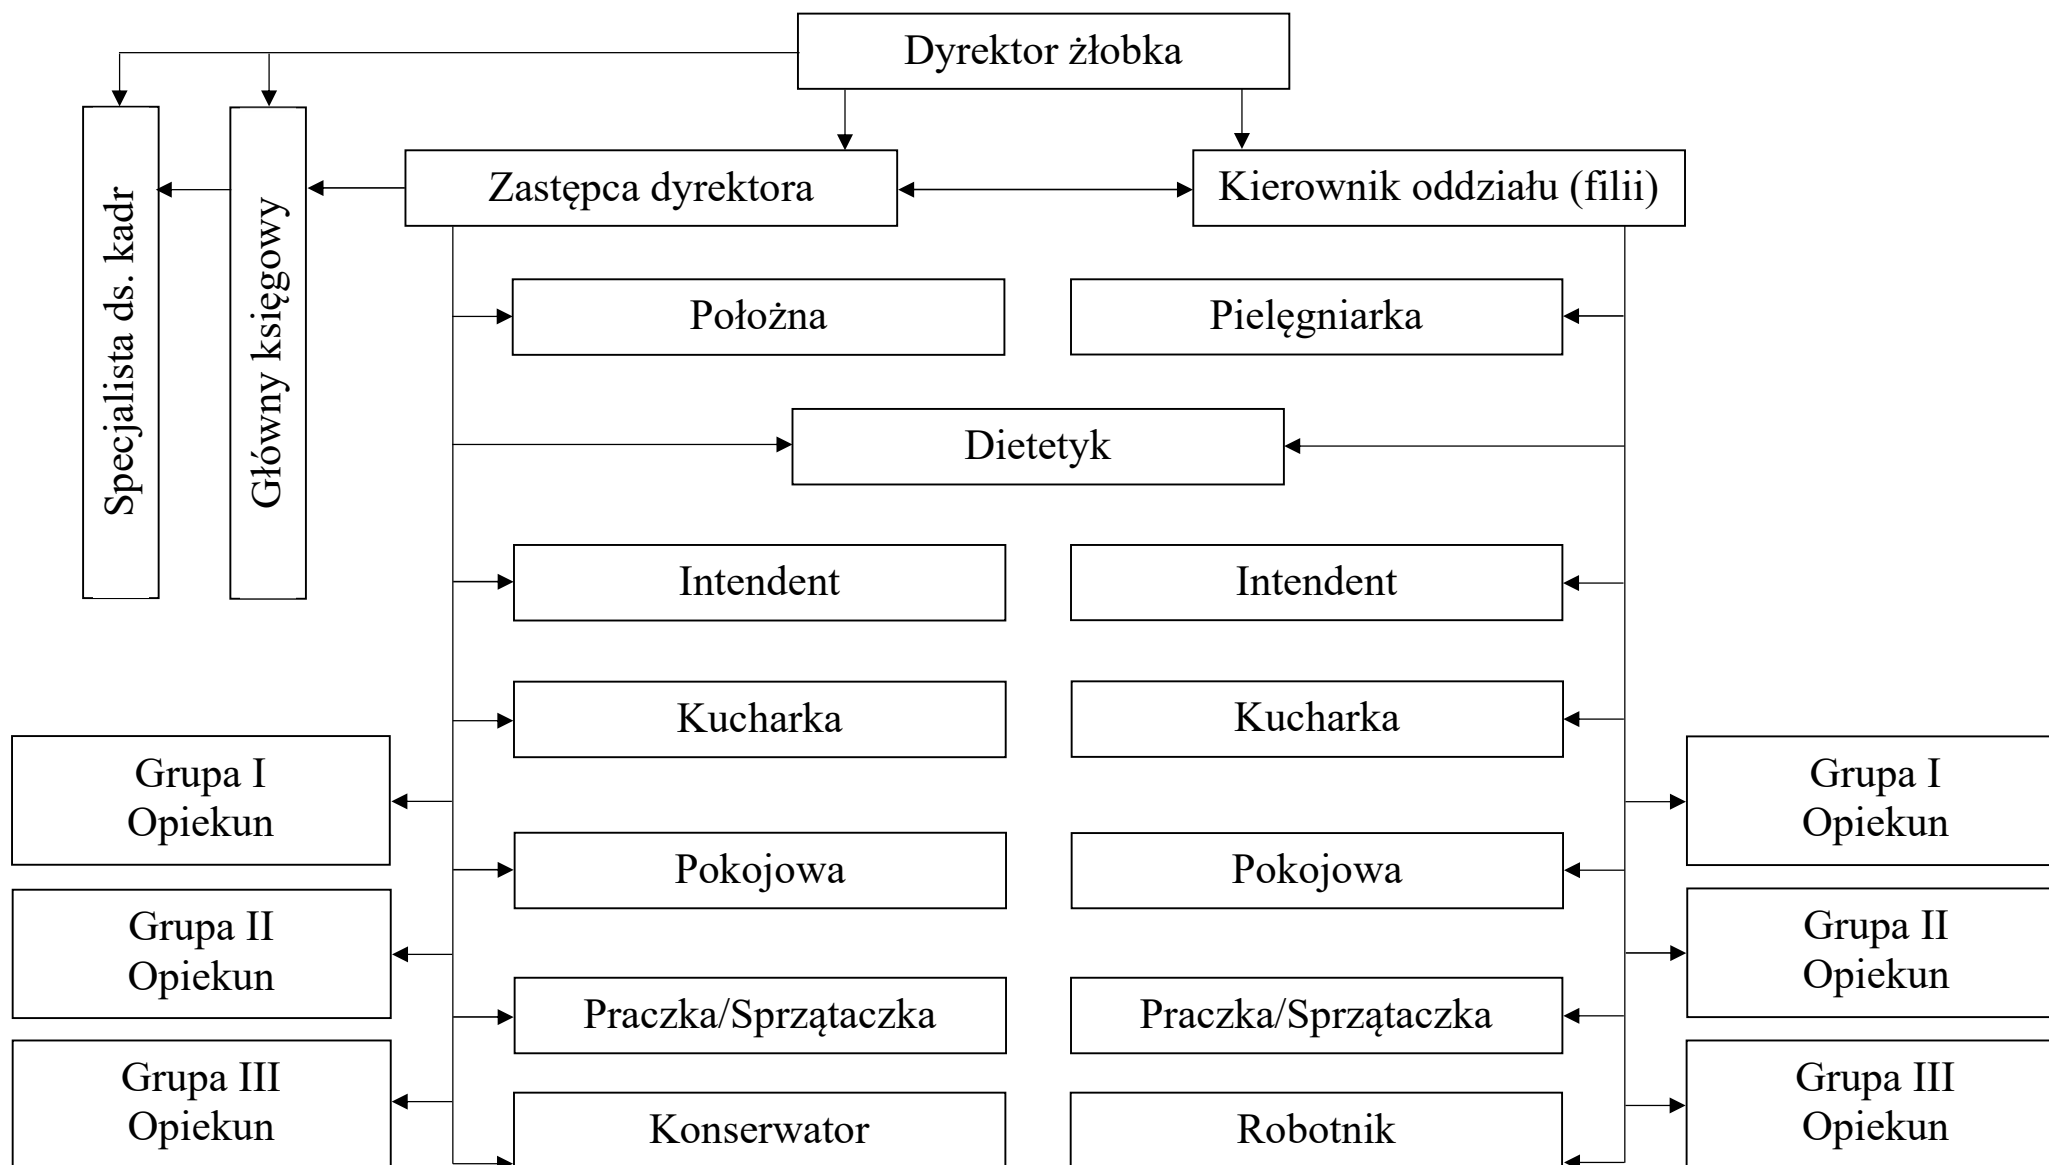 Dyrektor żłobka
Specjalista ds. kadr
Główny księgowy
Zastępca dyrektora
Kierownik oddziału (filii)
Położna
Pielęgniarka
Dietetyk
Intendent
Intendent
Kucharka
Kucharka
Grupa I
Opiekun
Grupa I
Opiekun
Pokojowa
Pokojowa
Grupa II
Opiekun
Grupa II
Opiekun
Praczka/Sprzątaczka
Praczka/Sprzątaczka
Grupa III
Opiekun
Grupa III
Opiekun
Konserwator
Robotnik